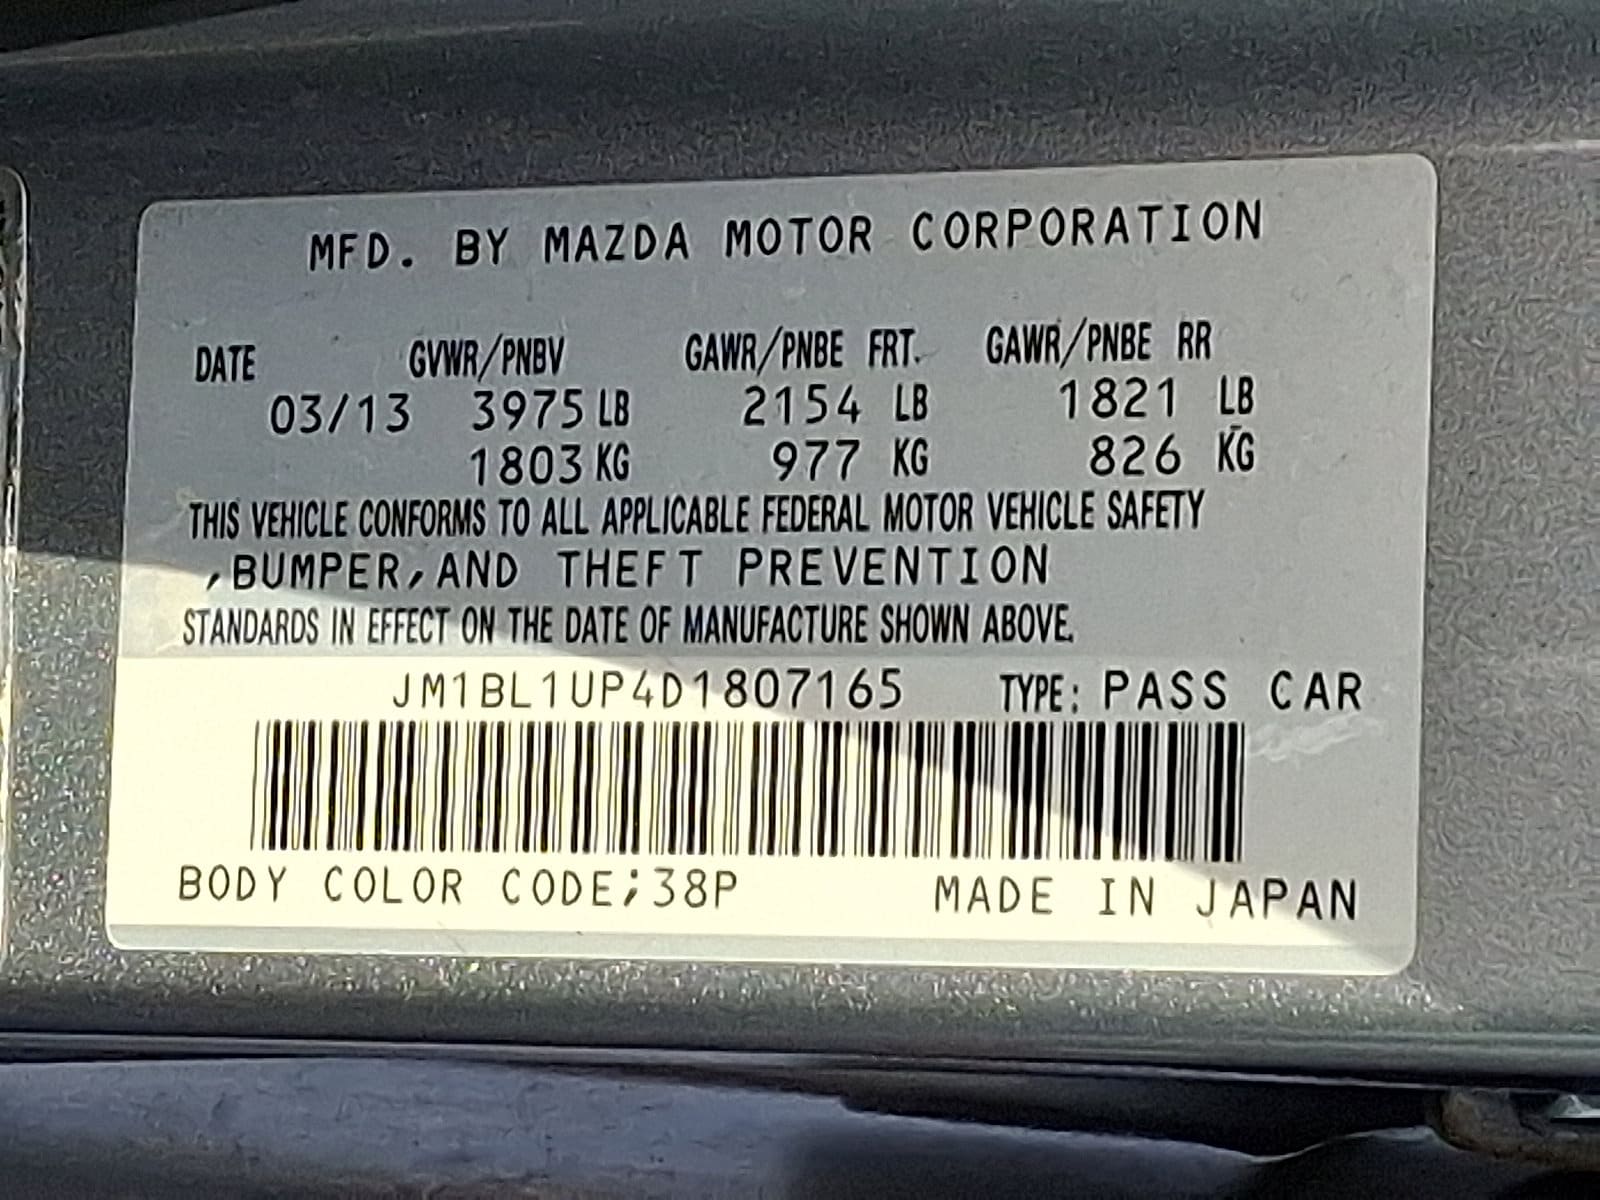 MFD. BY MAZDA MOTOR CORPORATION
DATE GVWR/PNBV GAWR/PNBE FRT. GAWR/PNBE RR
03/13 3975 LB 2154 LB 1821 LB
1803 KG 977 KG 826 KG
THIS VEHICLE CONFORMS TO ALL APPLICABLE FEDERAL MOTOR VEHICLE SAFETY
,BUMPER,AND THEFT PREVENTION
STANDARDS IN EFFECT ON THE DATE OF MANUFACTURE SHOWN ABOVE.
JM1BL1UP4D1807165 TYPE: PASS CAR
BODY COLOR CODE;38P MADE IN JAPAN